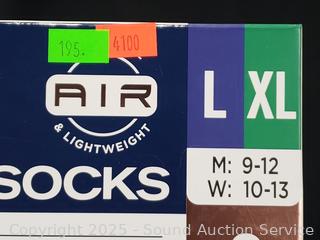 195.
4100
AIR
& LIGHTWEIGHT
SOCKS
L
XL
M: 9-12
W: 10-13
Copyright 2025 - Sound Auction Service